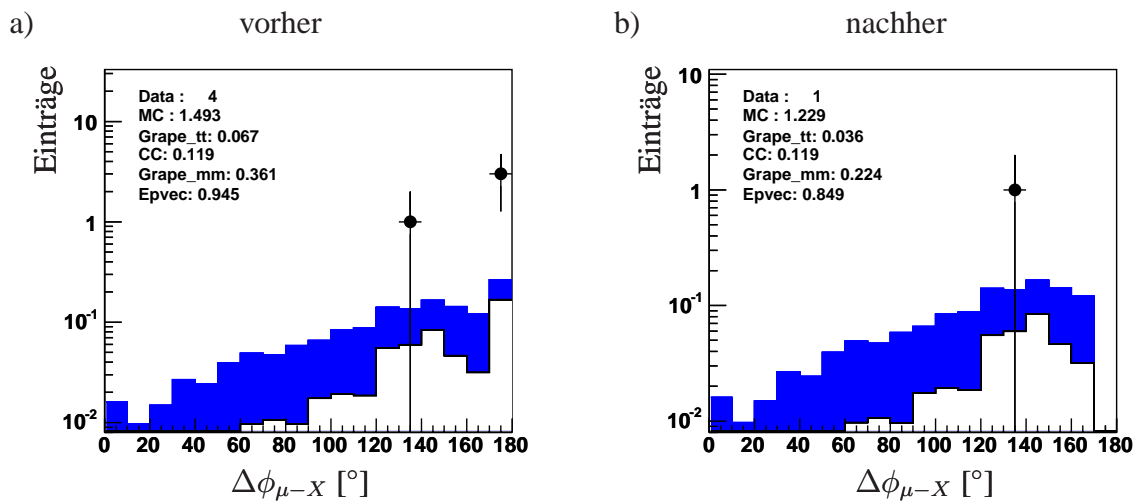 a) vorher
Einträge
Data : 4
MC : 1.493
Grape_tt: 0.067
CC: 0.119
Grape_mm: 0.361
Epvec: 0.945
10
1
10⁻¹
10⁻²
0 20 40 60 80 100 120 140 160 180
Δϕμ−X [°]
b) nachher
Einträge
Data : 1
MC : 1.229
Grape_tt: 0.036
CC: 0.119
Grape_mm: 0.224
Epvec: 0.849
10
1
10⁻¹
10⁻²
0 20 40 60 80 100 120 140 160 180
Δϕμ−X [°]